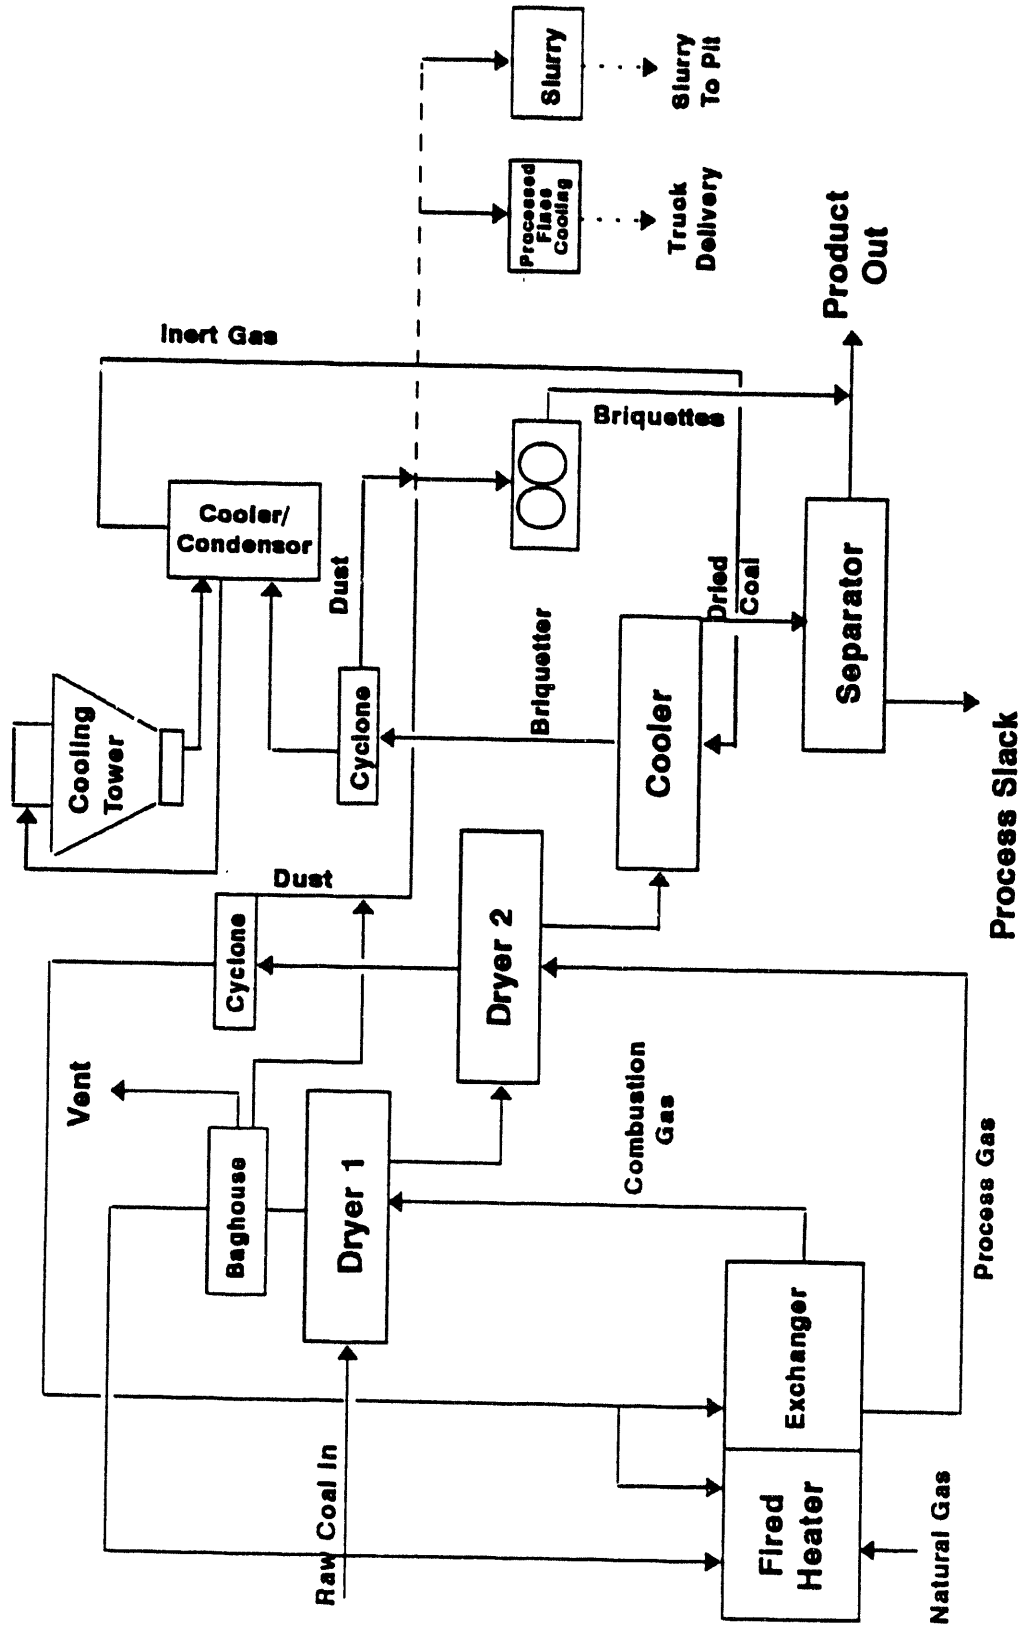 Raw Coal In
Vent
Baghouse
Dryer 1
Cyclone
Dust
Cooling
Tower
Cooler/
Condensor
Inert Gas
Cyclone
Dust
Dryer 2
Briquetter
Briquettes
Processed
Fines
Cooling
Slurry
Truck
Delivery
Slurry
To Pit
Cooler
Dried
Coal
Separator
Product
Out
Process Slack
Combustion
Gas
Process Gas
Exchanger
Fired
Heater
Natural Gas